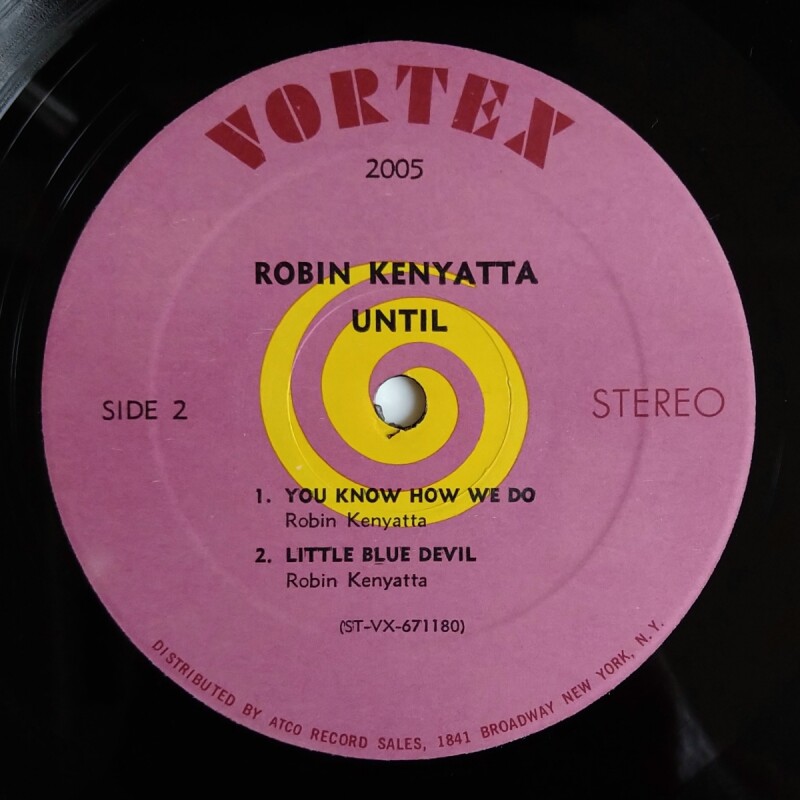 VORTEX
2005
ROBIN KENYATTA
UNTIL
SIDE 2
STEREO
1. YOU KNOW HOW WE DO
Robin Kenyatta
2. LITTLE BLUE DEVIL
Robin Kenyatta
(ST-VX-671180)
DISTRIBUTED BY ATCO RECORD SALES, 1841 BROADWAY NEW YORK, N.Y.